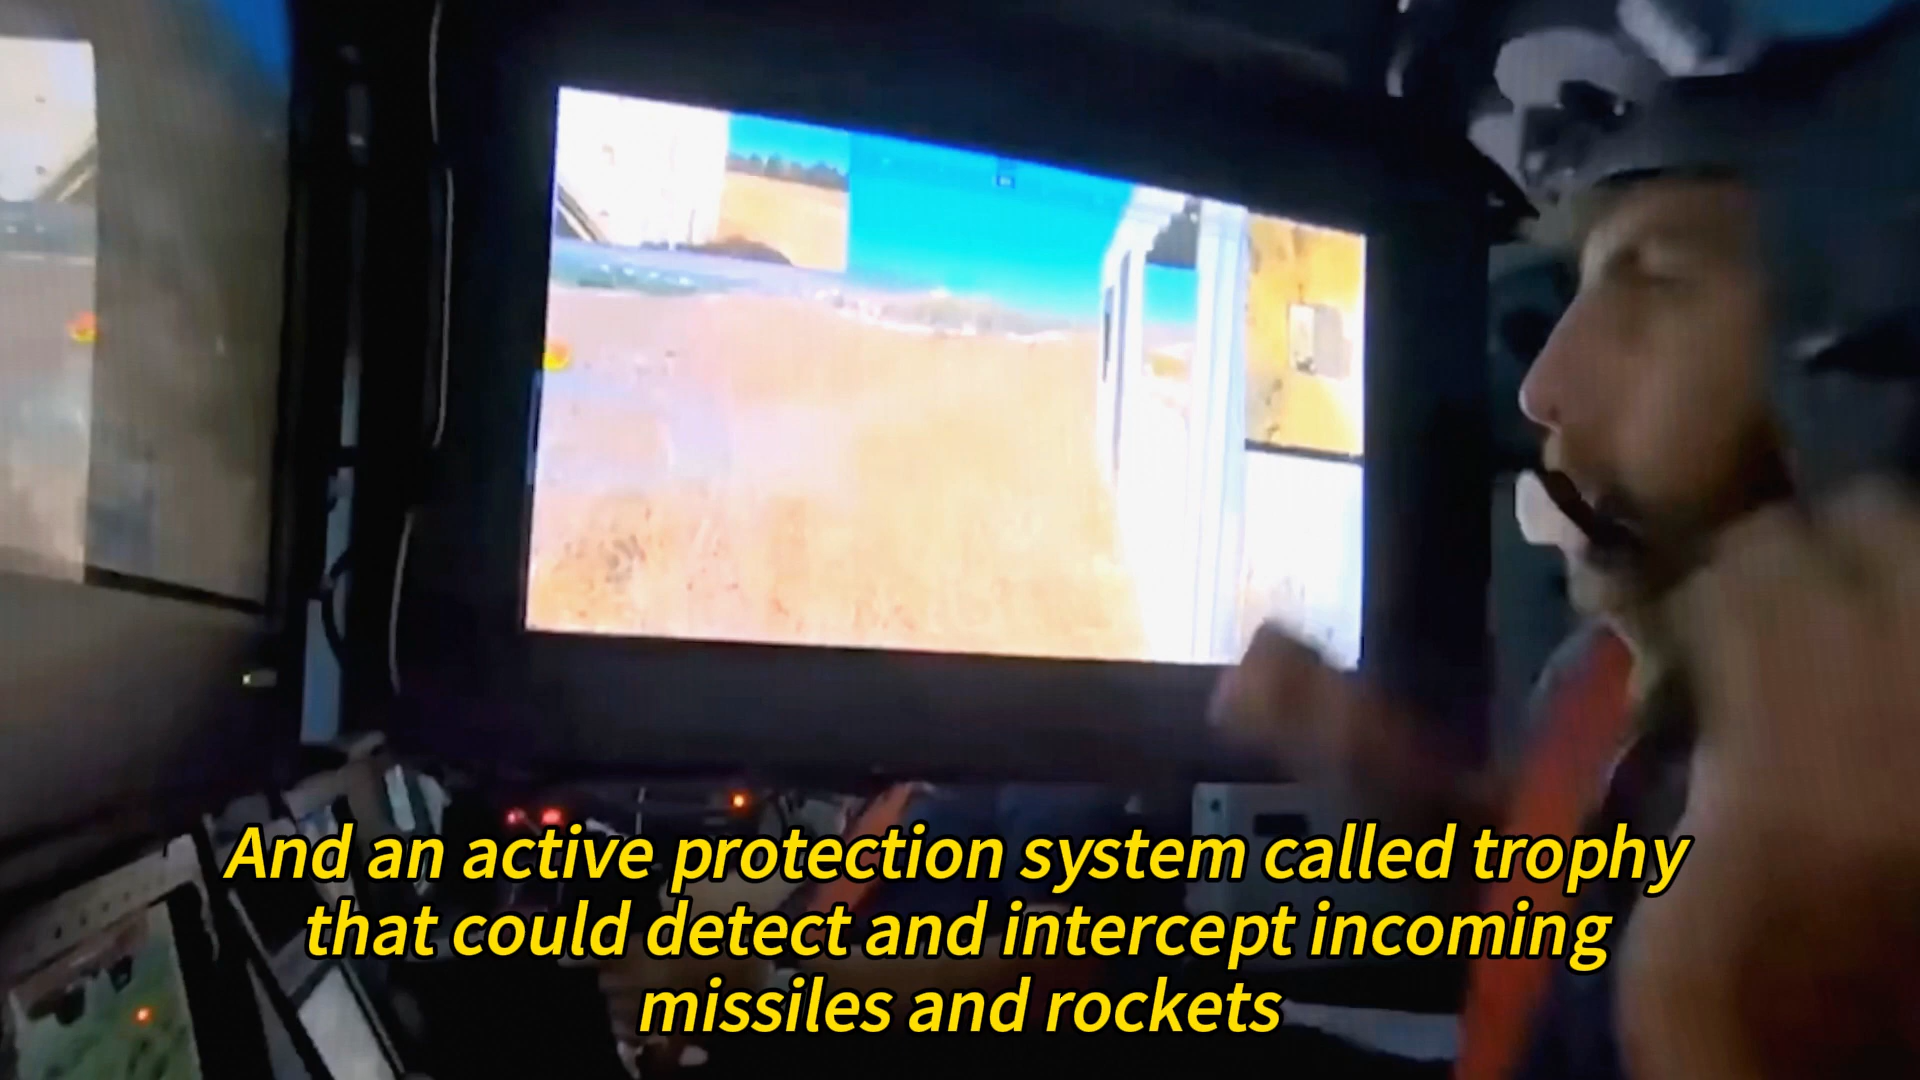 And an active protection system called trophy
that could detect and intercept incoming
missiles and rockets